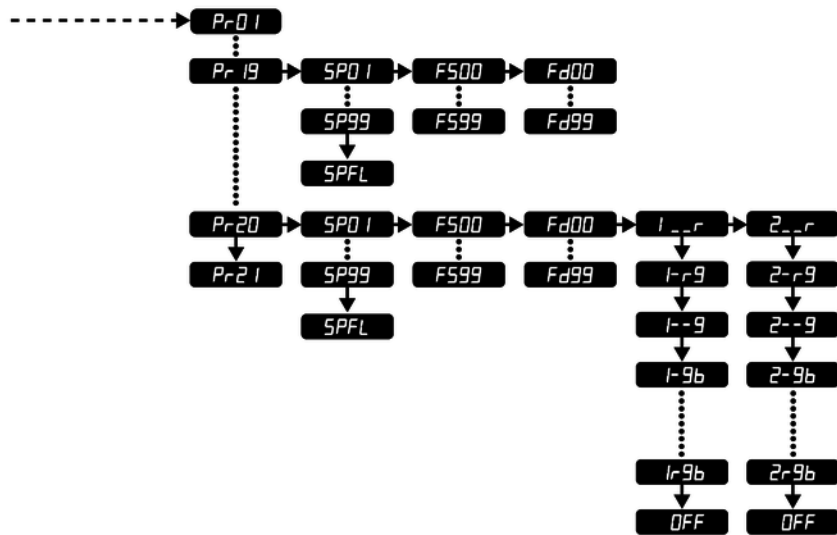 Pr01
Pr19 SP01 FS00 Fd00
SP99 FS99 Fd99
SPFL
Pr20 SP01 FS00 Fd00 1__r 2__r
Pr21 SP99 FS99 Fd99 1-r9 2-r9
SPFL 1--9 2--9
1-9b 2-9b
1r9b 2r9b
OFF OFF